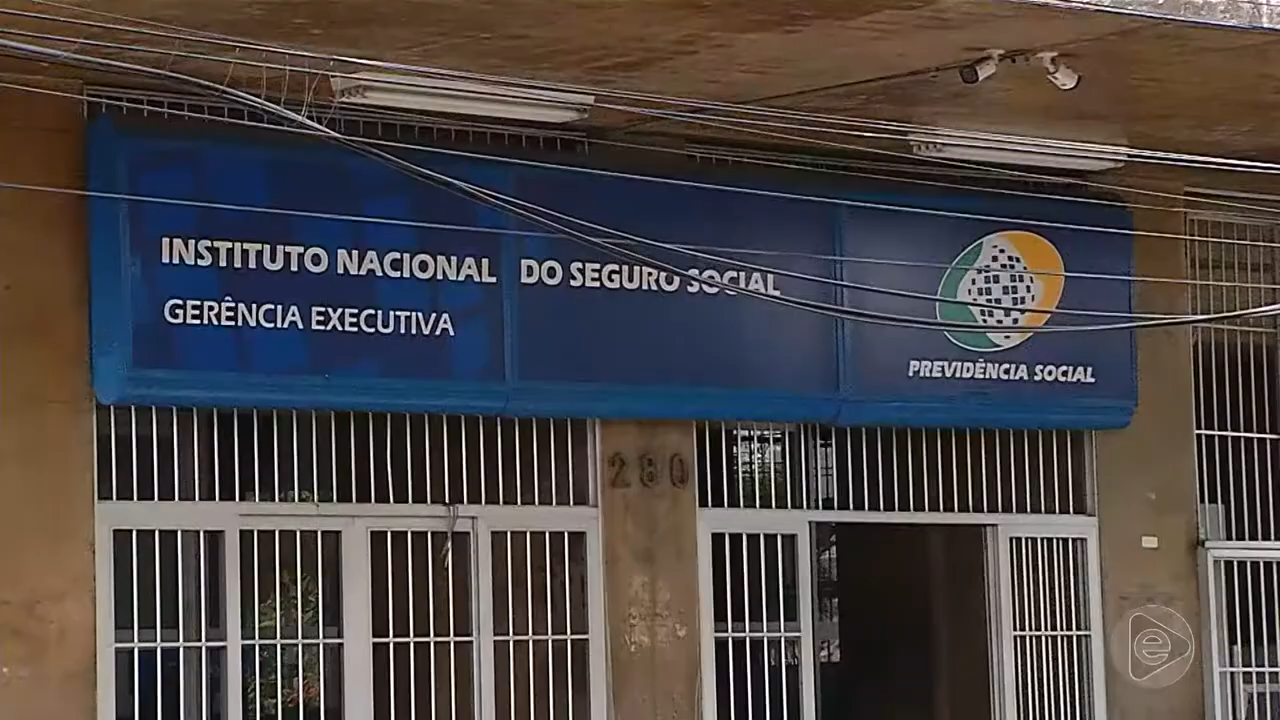 INSTITUTO NACIONAL DO SEGURO SOCIAL
GERÊNCIA EXECUTIVA
PREVIDÊNCIA SOCIAL
280
e